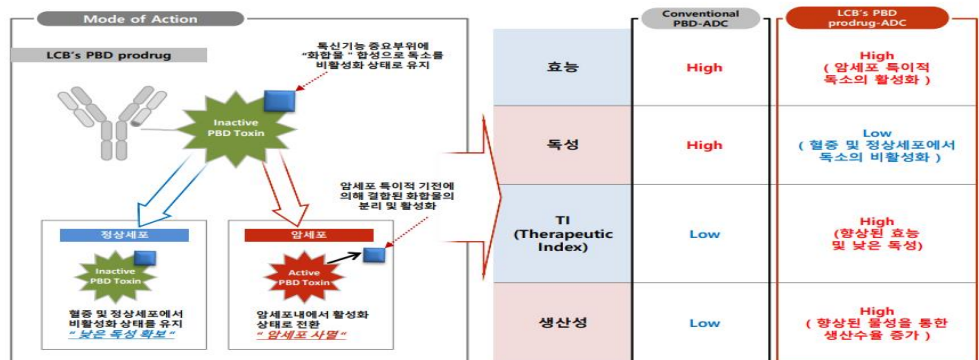 Mode of Action
LCB's PBD prodrug
톡신기능 중요부위에
“화합물 “ 합성으로 독소를
비활성화 상태로 유지
Inactive
PBD Toxin
암세포 특이적 기전에
의해 결합된 화합물의
분리 및 활성화
정상세포
Inactive
PBD Toxin
혈중 및 정상세포에서
비활성화 상태를 유지
“ 낮은 독성 확보”
암세포
Active
PBD Toxin
암세포내에서 활성화
상태로 전환
“ 암세포 사멸”
Conventional
PBD-ADC
LCB's PBD
prodrug-ADC
효능
High
High
( 암세포 특이적
독소의 활성화 )
독성
High
Low
( 혈중 및 정상세포에서
독소의 비활성화 )
TI
(Therapeutic
Index)
Low
High
(향상된 효능
및 낮은 독성)
생산성
Low
High
( 향상된 물성을 통한
생산수율 증가 )